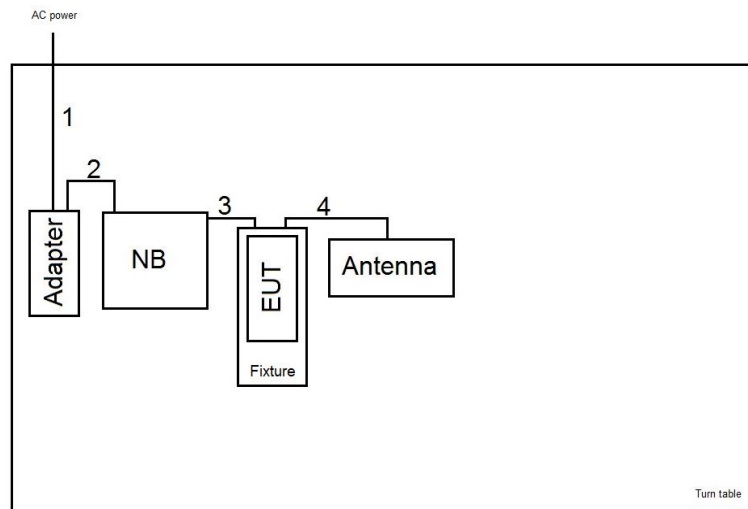 AC power
1
2
3
4
Adapter
NB
EUT
Antenna
Fixture
Turn table